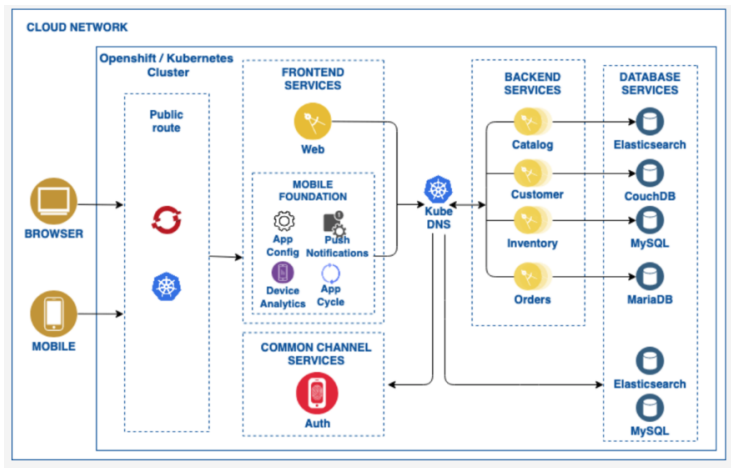 CLOUD NETWORK
Openshift / Kubernetes
Cluster
Public
route
BROWSER
MOBILE
FRONTEND
SERVICES
Web
MOBILE
FOUNDATION
App
Config
Push
Notifications
Device
Analytics
App
Cycle
COMMON CHANNEL
SERVICES
Auth
Kube
DNS
BACKEND
SERVICES
Catalog
Customer
Inventory
Orders
DATABASE
SERVICES
Elasticsearch
CouchDB
MySQL
MariaDB
Elasticsearch
MySQL